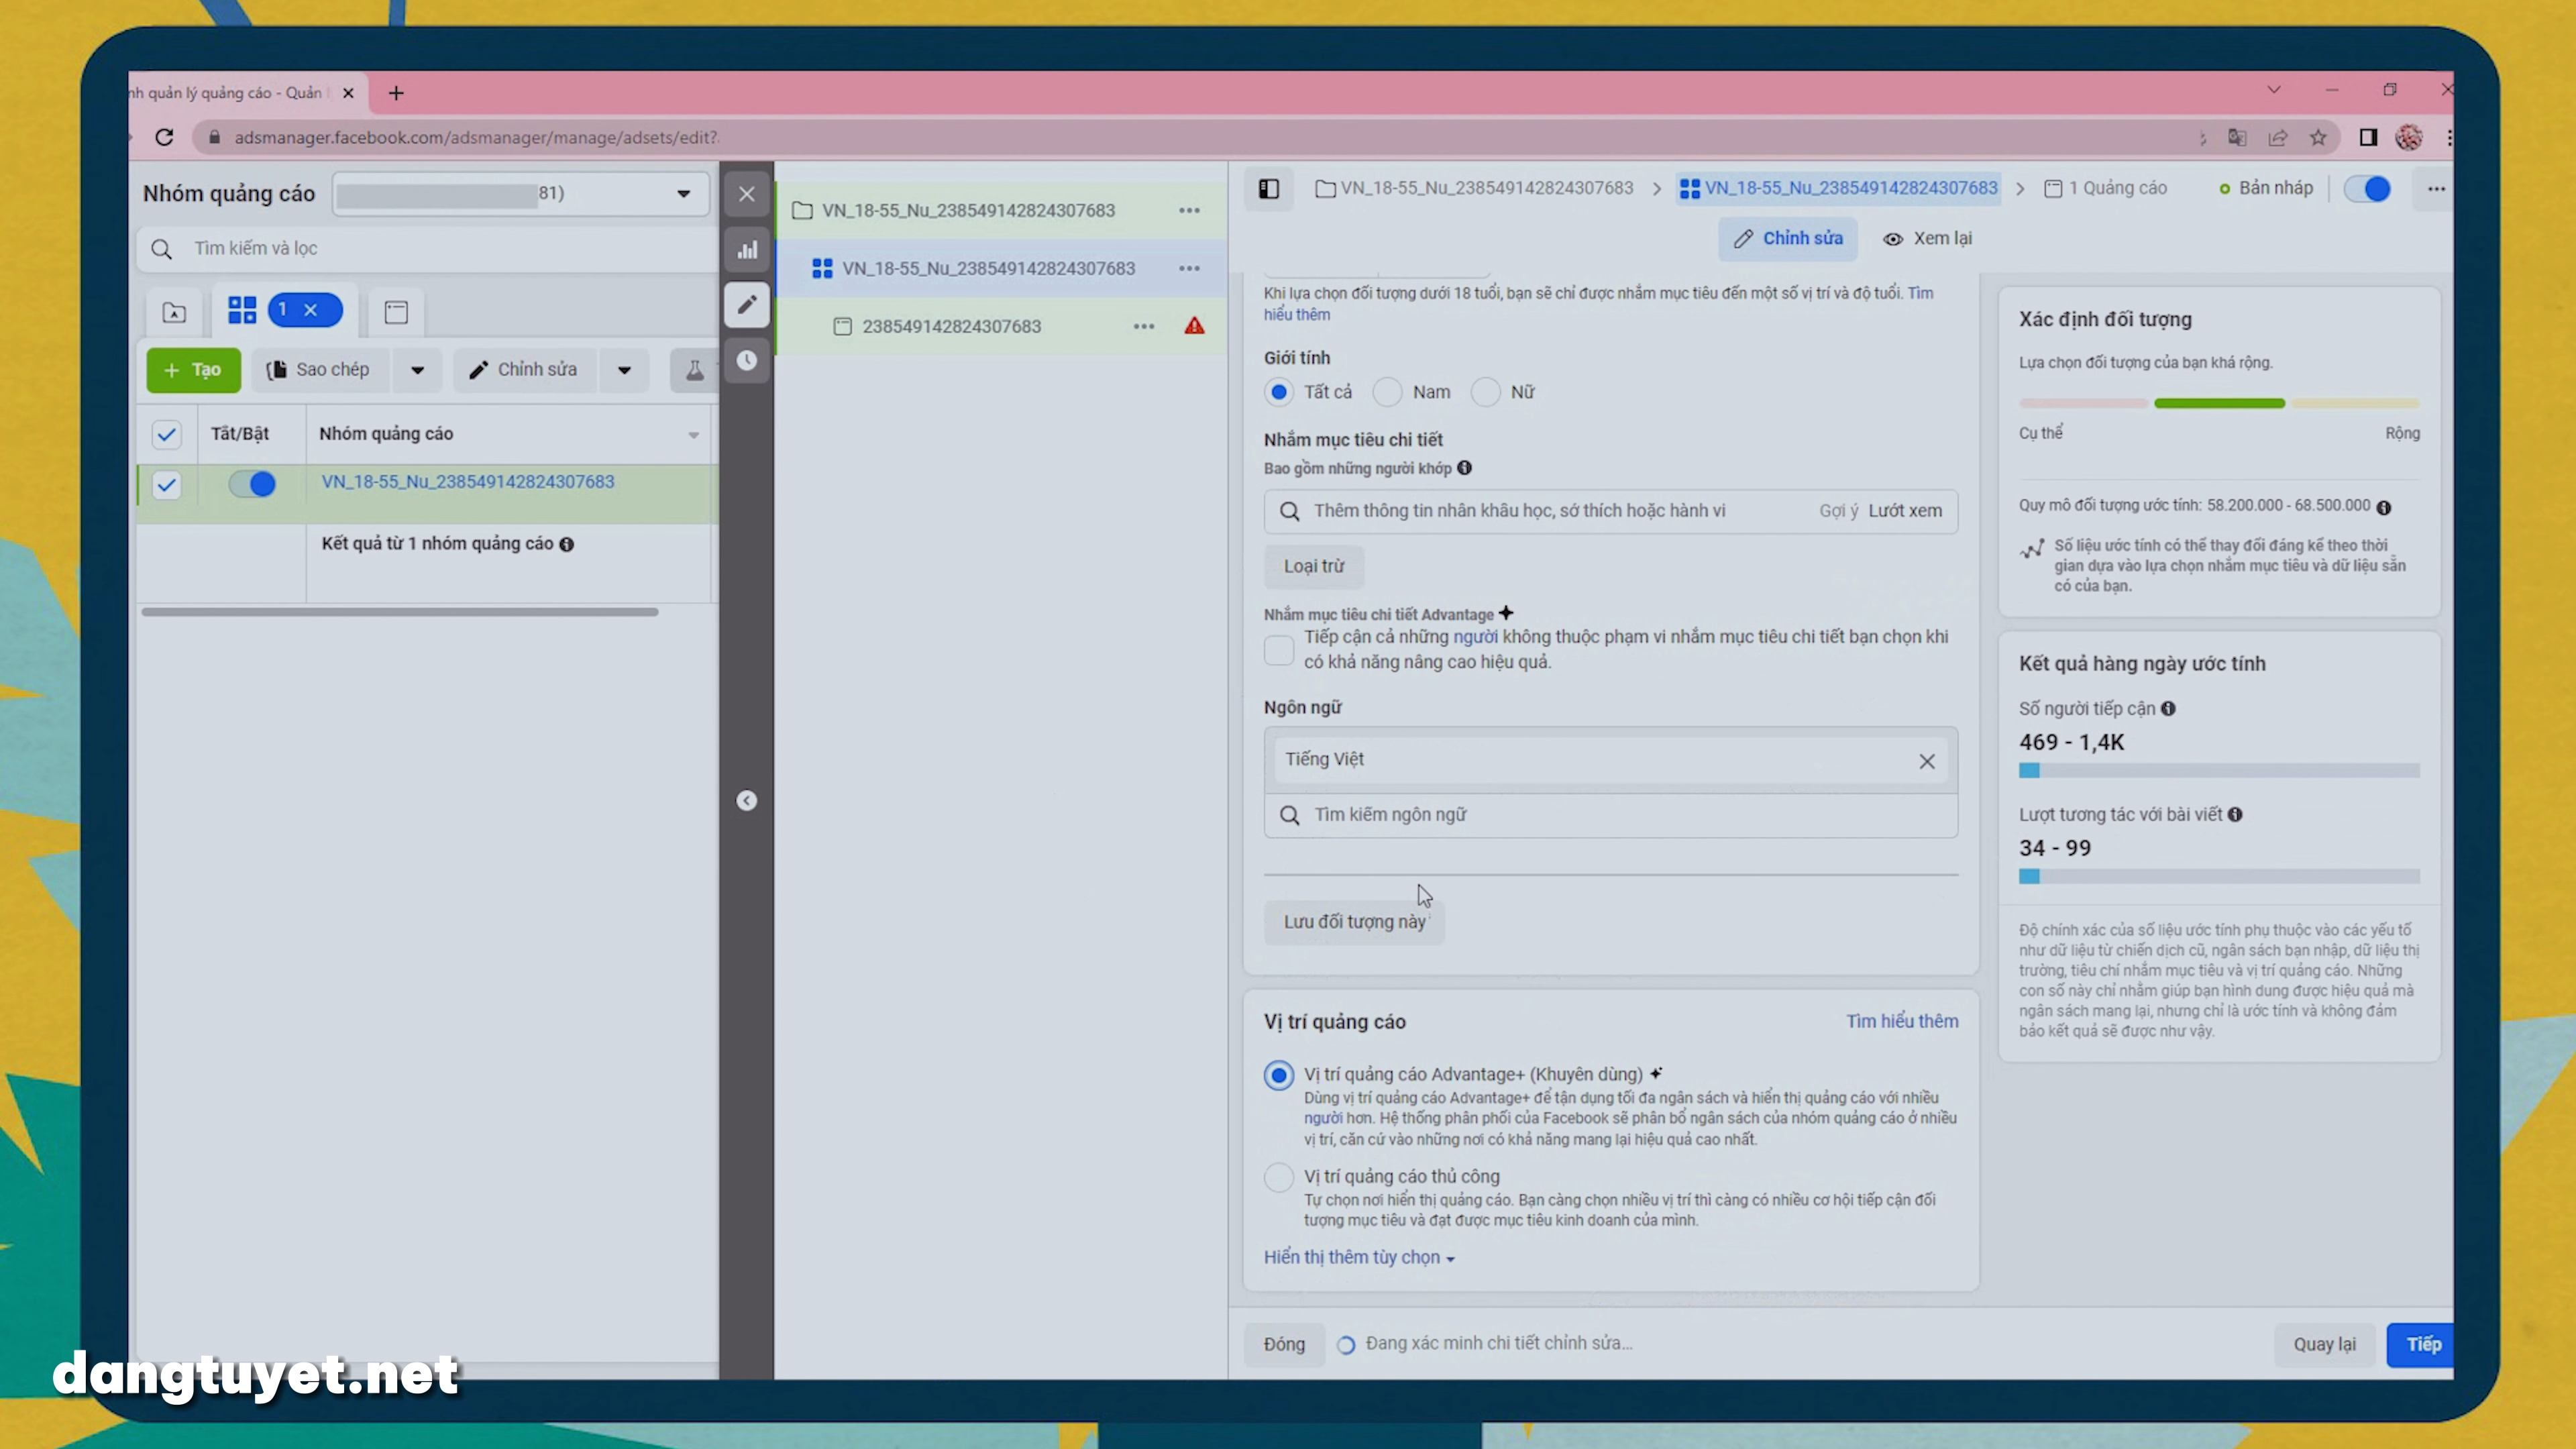 nh quản lý quảng cáo - Quản
adsmanager.facebook.com/adsmanager/manage/adsets/edit?
Nhóm quảng cáo
81)
Tìm kiếm và lọc
1
Tạo
Sao chép
Chỉnh sửa
Tắt/Bật
Nhóm quảng cáo
VN_18-55_Nu_238549142824307683
Kết quả từ 1 nhóm quảng cáo
VN_18-55_Nu_238549142824307683
VN_18-55_Nu_238549142824307683
238549142824307683
VN_18-55_Nu_238549142824307683
VN_18-55_Nu_238549142824307683
1 Quảng cáo
Bản nháp
Chỉnh sửa
Xem lại
Khi lựa chọn đối tượng dưới 18 tuổi, bạn sẽ chỉ được nhắm mục tiêu đến một số vị trí và độ tuổi. Tìm
hiểu thêm
Giới tính
Tất cả
Nam
Nữ
Nhắm mục tiêu chi tiết
Bao gồm những người khớp
Thêm thông tin nhân khẩu học, sở thích hoặc hành vi
Gợi ý
Lướt xem
Loại trừ
Nhắm mục tiêu chi tiết Advantage
Tiếp cận cả những người không thuộc phạm vi nhắm mục tiêu chi tiết bạn chọn khi
có khả năng nâng cao hiệu quả.
Ngôn ngữ
Tiếng Việt
Tìm kiếm ngôn ngữ
Lưu đối tượng này
Vị trí quảng cáo
Tìm hiểu thêm
Vị trí quảng cáo Advantage+ (Khuyên dùng)
Dùng vị trí quảng cáo Advantage+ để tận dụng tối đa ngân sách và hiển thị quảng cáo với nhiều
người hơn. Hệ thống phân phối của Facebook sẽ phân bổ ngân sách của nhóm quảng cáo ở nhiều
vị trí, căn cứ vào những nơi có khả năng mang lại hiệu quả cao nhất.
Vị trí quảng cáo thủ công
Tự chọn nơi hiển thị quảng cáo. Bạn càng chọn nhiều vị trí thì càng có nhiều cơ hội tiếp cận đối
tượng mục tiêu và đạt được mục tiêu kinh doanh của mình.
Hiển thị thêm tùy chọn
Đóng
Đang xác minh chi tiết chỉnh sửa...
Quay lại
Tiếp
Xác định đối tượng
Lựa chọn đối tượng của bạn khá rộng.
Cụ thể
Rộng
Quy mô đối tượng ước tính: 58.200.000 - 68.500.000
Số liệu ước tính có thể thay đổi đáng kể theo thời
gian dựa vào lựa chọn nhắm mục tiêu và dữ liệu sẵn
có của bạn.
Kết quả hàng ngày ước tính
Số người tiếp cận
469 - 1,4K
Lượt tương tác với bài viết
34 - 99
Độ chính xác của số liệu ước tính phụ thuộc vào các yếu tố
như dữ liệu từ chiến dịch cũ, ngân sách bạn nhập, dữ liệu thị
trường, tiêu chí nhắm mục tiêu và vị trí quảng cáo. Những
con số này chỉ nhằm giúp bạn hình dung được hiệu quả mà
ngân sách mang lại, nhưng chỉ là ước tính và không đảm
bảo kết quả sẽ được như vậy.
dangtuyet.net